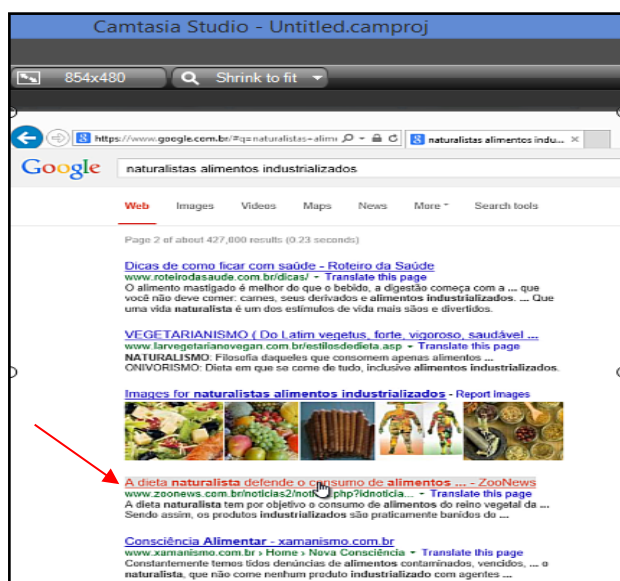 Camtasia Studio - Untitled.camproj
854x480 Shrink to fit
https://www.google.com.br/#q=naturalistas+alime naturalistas alimentos indu... ×
Google naturalistas alimentos industrializados
Web Images Videos Maps News More Search tools
Page 2 of about 427,000 results (0.23 seconds)
Dicas de como ficar com saúde - Roteiro da Saúde
www.roteirodasaude.com.br/dicas/ - Translate this page
O alimento mastigado é melhor do que o bebido, a digestão começa com a ... que
você não deve comer: carnes, seus derivados e alimentos industrializados. ... Que
uma vida naturalista é um dos estímulos de vida mais sãos e divertidos.
VEGETARIANISMO ( Do Latim vegetus, forte, vigoroso, saudável ...
www.larvegetarianovegan.com.br/estilosdedieta.asp - Translate this page
NATURALISMO: Filosofia daqueles que consomem apenas alimentos ...
ONIVORISMO: Dieta em que se come de tudo, inclusive alimentos industrializados.
Images for naturalistas alimentos industrializados - Report images
A dieta naturalista defende o consumo de alimentos ... - ZooNews
www.zoonews.com.br/noticias2/noti php?idnoticia... - Translate this page
A dieta naturalista tem por objetivo o consumo de alimentos do reino vegetal da ...
Sendo assim, os produtos industrializados são praticamente banidos do ...
Consciência Alimentar - xamanismo.com.br
www.xamanismo.com.br › Home › Nova Consciência - Translate this page
Constantemente temos tidos denúncias de alimentos contaminados, vencidos, ... o
naturalista, que não come nenhum produto industrializado com agentes ...